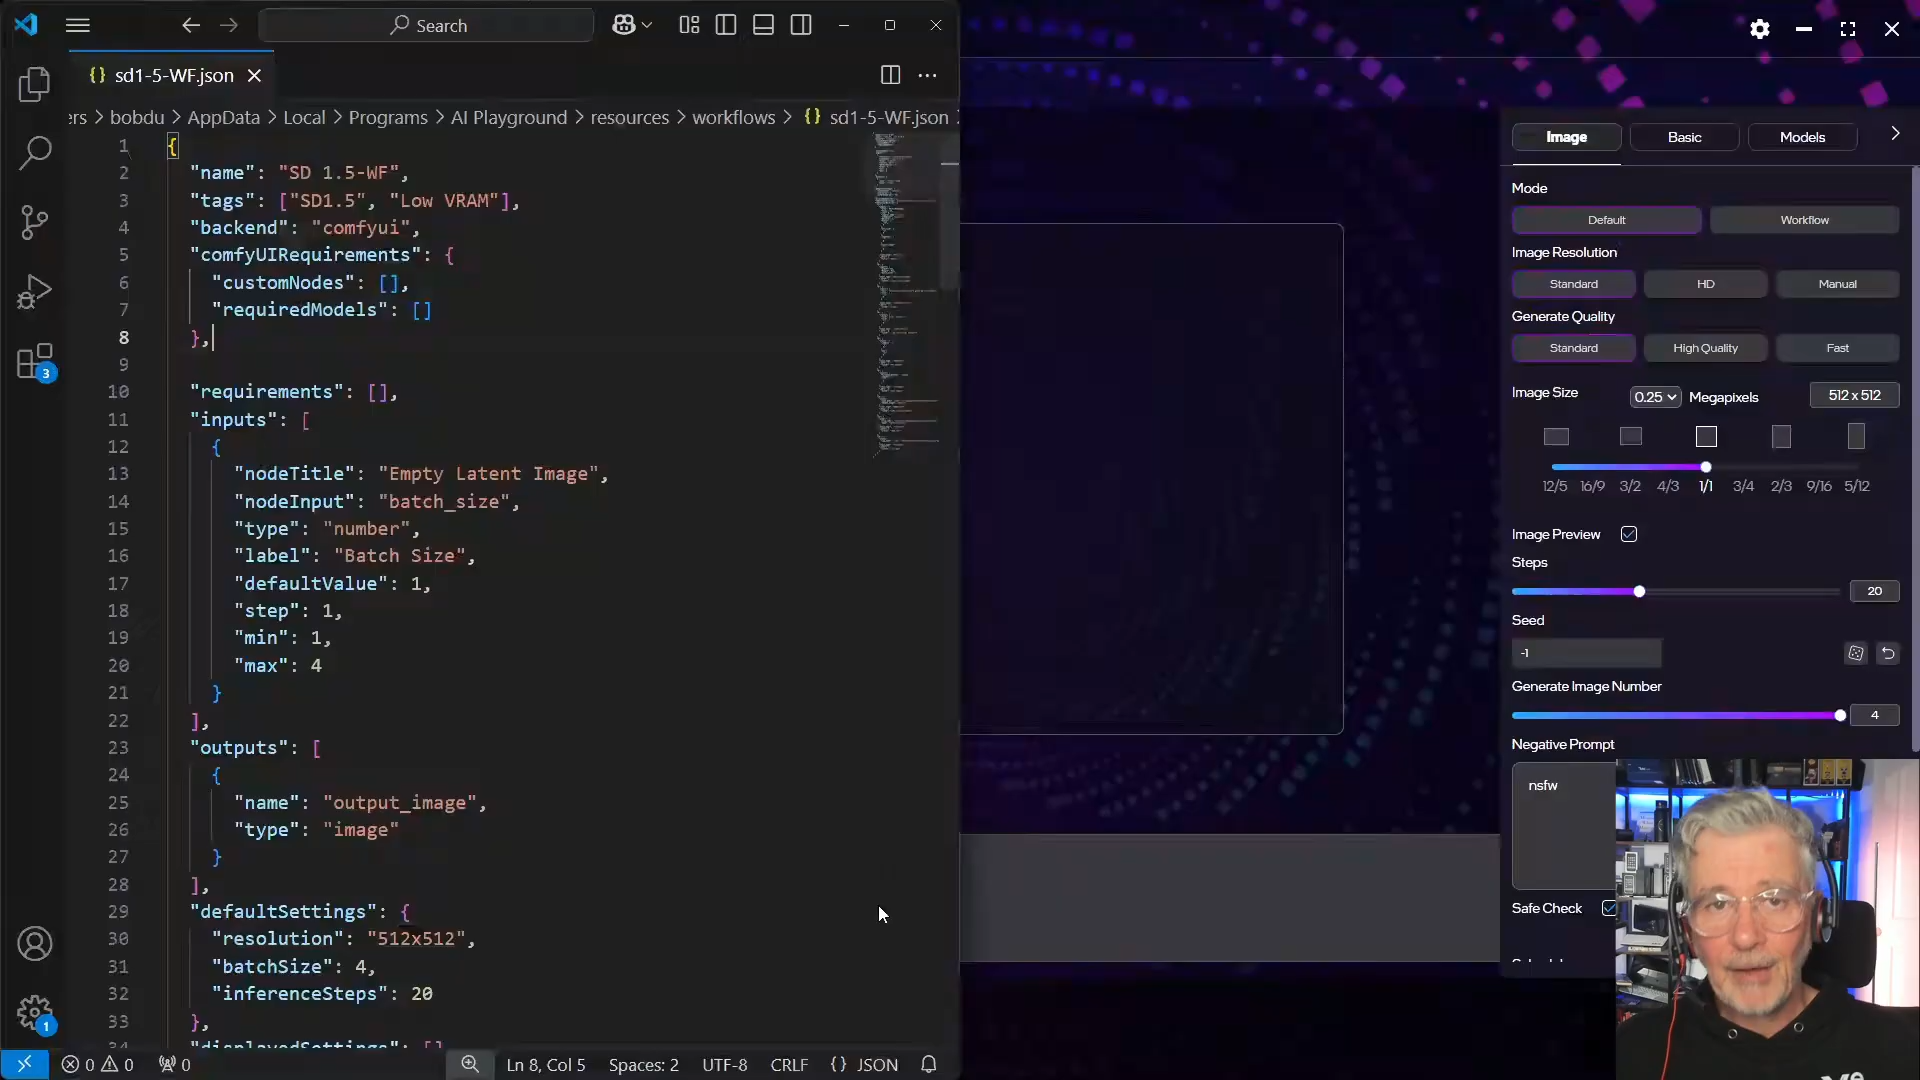 Search
{} sd1-5-WF.json
ers > bobdu > AppData > Local > Programs > AI Playground > resources > workflows > {} sd1-5-WF.json
1 {
2 "name": "SD 1.5-WF",
3 "tags": ["SD1.5", "Low VRAM"],
4 "backend": "comfyui",
5 "comfyUIRequirements": {
6 "customNodes": [],
7 "requiredModels": []
8 },
9
10 "requirements": [],
11 "inputs": [
12 {
13 "nodeTitle": "Empty Latent Image",
14 "nodeInput": "batch_size",
15 "type": "number",
16 "label": "Batch Size",
17 "defaultValue": 1,
18 "step": 1,
19 "min": 1,
20 "max": 4
21 }
22 ],
23 "outputs": [
24 {
25 "name": "output_image",
26 "type": "image"
27 }
28 ],
29 "defaultSettings": {
30 "resolution": "512x512",
31 "batchSize": 4,
32 "inferenceSteps": 20
33 },
34 "displayedSettings": []
3
1
0 0 0 Ln 8, Col 5 Spaces: 2 UTF-8 CRLF {} JSON
Image Basic Models
Mode
Default Workflow
Image Resolution
Standard HD Manual
Generate Quality
Standard High Quality Fast
Image Size 0.25 Megapixels 512 x 512
12/5 16/9 3/2 4/3 1/1 3/4 2/3 9/16 5/12
Image Preview
Steps
20
Seed
-1
Generate Image Number
4
Negative Prompt
nsfw
Safe Check